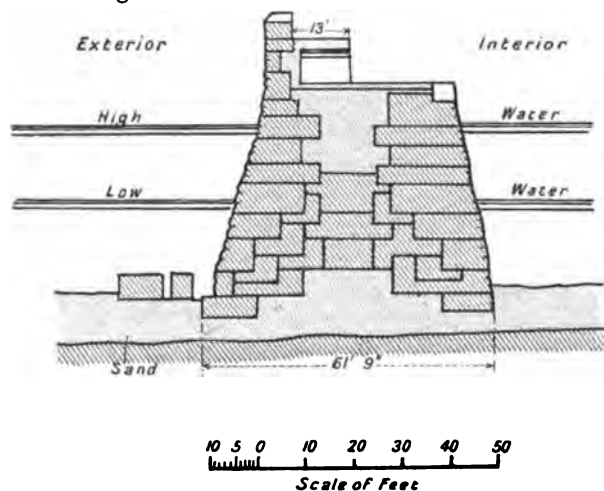 13'
Exterior
Interior
High
Water
Low
Water
Sand
61' 9"
10 5 0 10 20 30 40 50
Scale of Feet